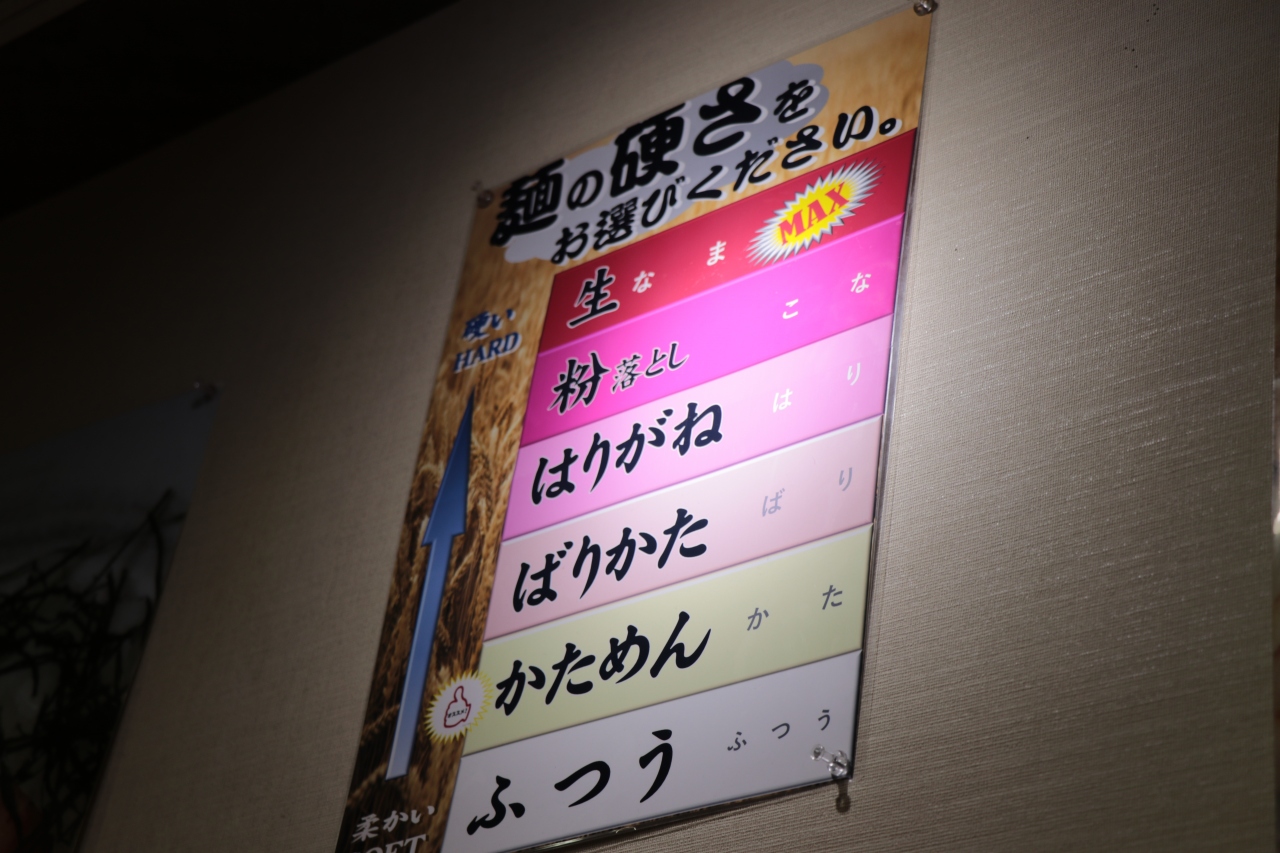 麺の硬さを
お選びください。
生 なま MAX
粉落とし こな
はりがね はり
ばりかた ばり
かためん かた
ふつう ふつう
硬い
HARD
柔かい